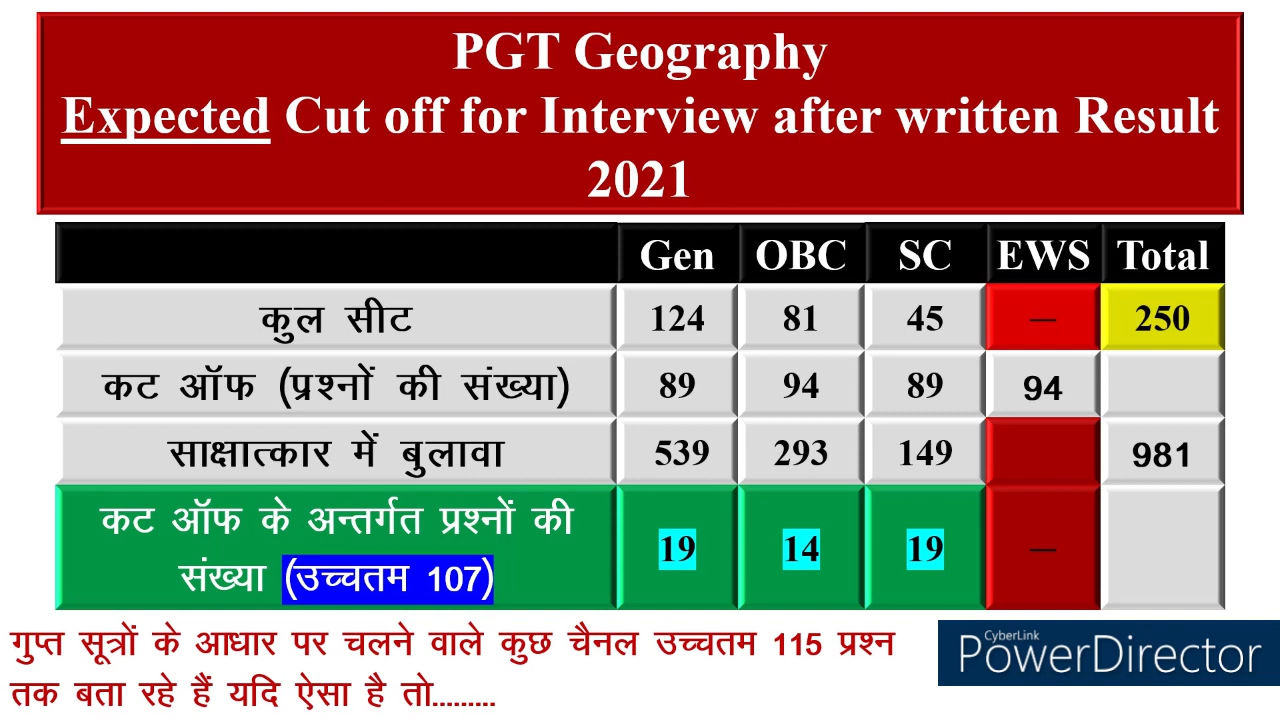 PGT Geography
Expected Cut off for Interview after written Result
2021
Gen OBC SC EWS Total
कुल सीट 124 81 45 — 250
कट ऑफ (प्रश्नों की संख्या) 89 94 89 94
साक्षात्कार में बुलावा 539 293 149 981
कट ऑफ के अन्तर्गत प्रश्नों की
संख्या (उच्चतम 107) 19 14 19 —
गुप्त सूत्रों के आधार पर चलने वाले कुछ चैनल उच्चतम 115 प्रश्न
तक बता रहे हैं यदि ऐसा है तो.........
CyberLink
PowerDirector